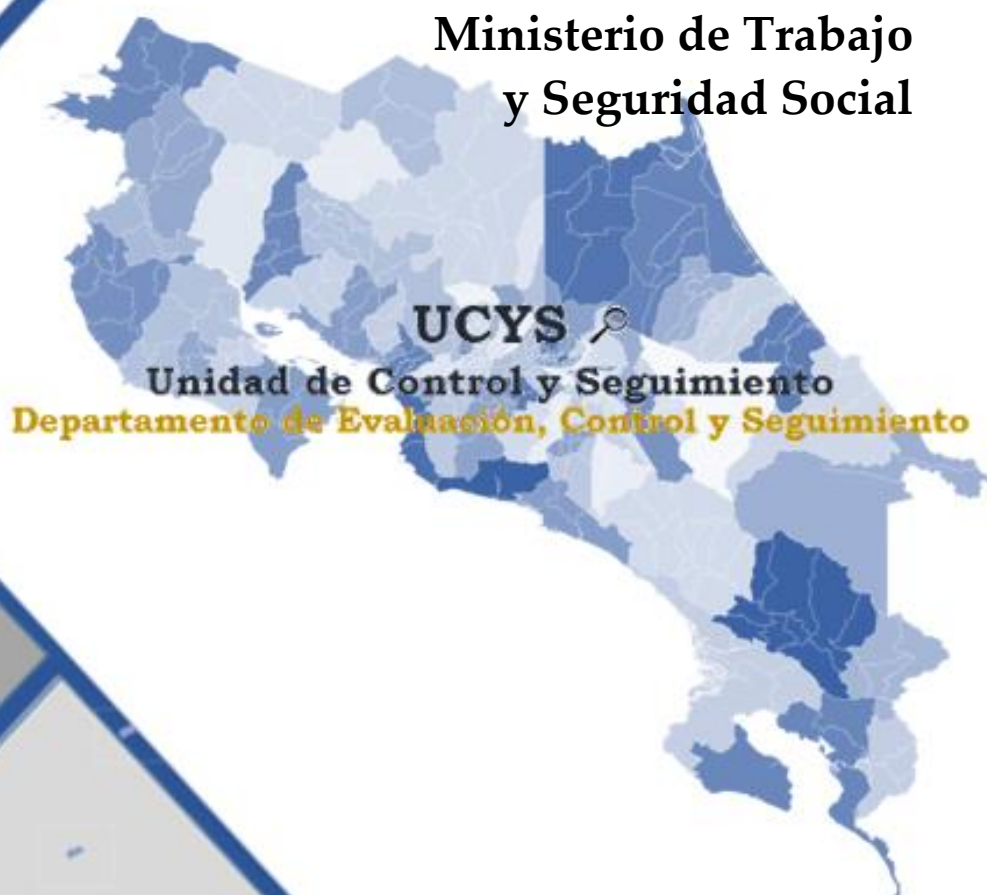 Ministerio de Trabajo
y Seguridad Social
UCYS
Unidad de Control y Seguimiento
Departamento de Evaluación, Control y Seguimiento